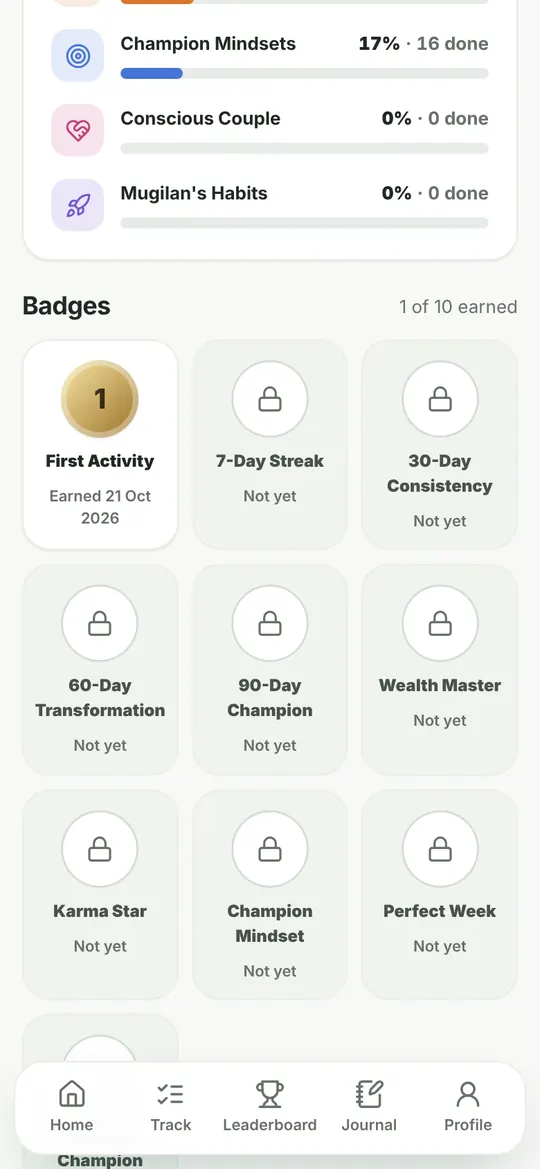 Champion Mindsets 17% · 16 done
Conscious Couple 0% · 0 done
Mugilan's Habits 0% · 0 done
Badges 1 of 10 earned
1
First Activity
Earned 21 Oct
2026
7-Day Streak
Not yet
30-Day
Consistency
Not yet
60-Day
Transformation
Not yet
90-Day
Champion
Not yet
Wealth Master
Not yet
Karma Star
Not yet
Champion
Mindset
Not yet
Perfect Week
Not yet
Home Track Leaderboard Journal Profile
Champion